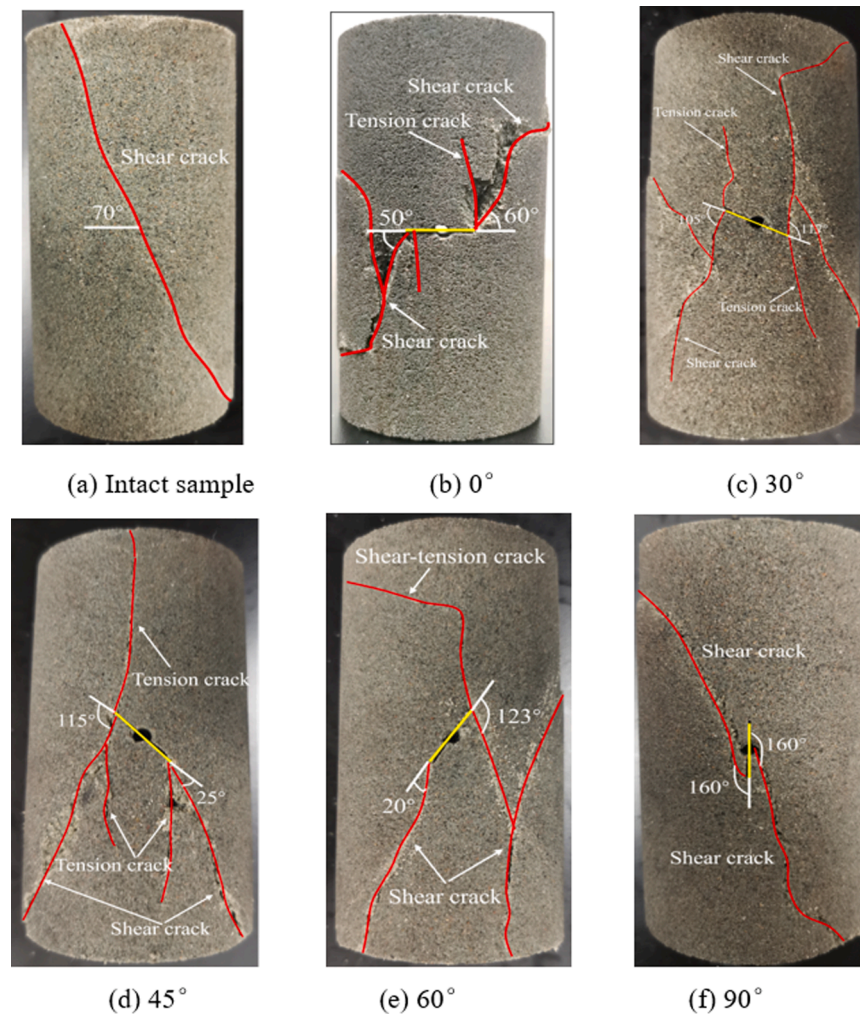 Shear crack
70°
(a) Intact sample
Shear crack
Tension crack
50°
60°
Shear crack
(b) 0°
Shear crack
Tension crack
105°
115°
Tension crack
Shear crack
(c) 30°
Tension crack
115°
25°
Tension crack
Shear crack
(d) 45°
Shear-tension crack
123°
20°
Shear crack
(e) 60°
Shear crack
160°
160°
Shear crack
(f) 90°